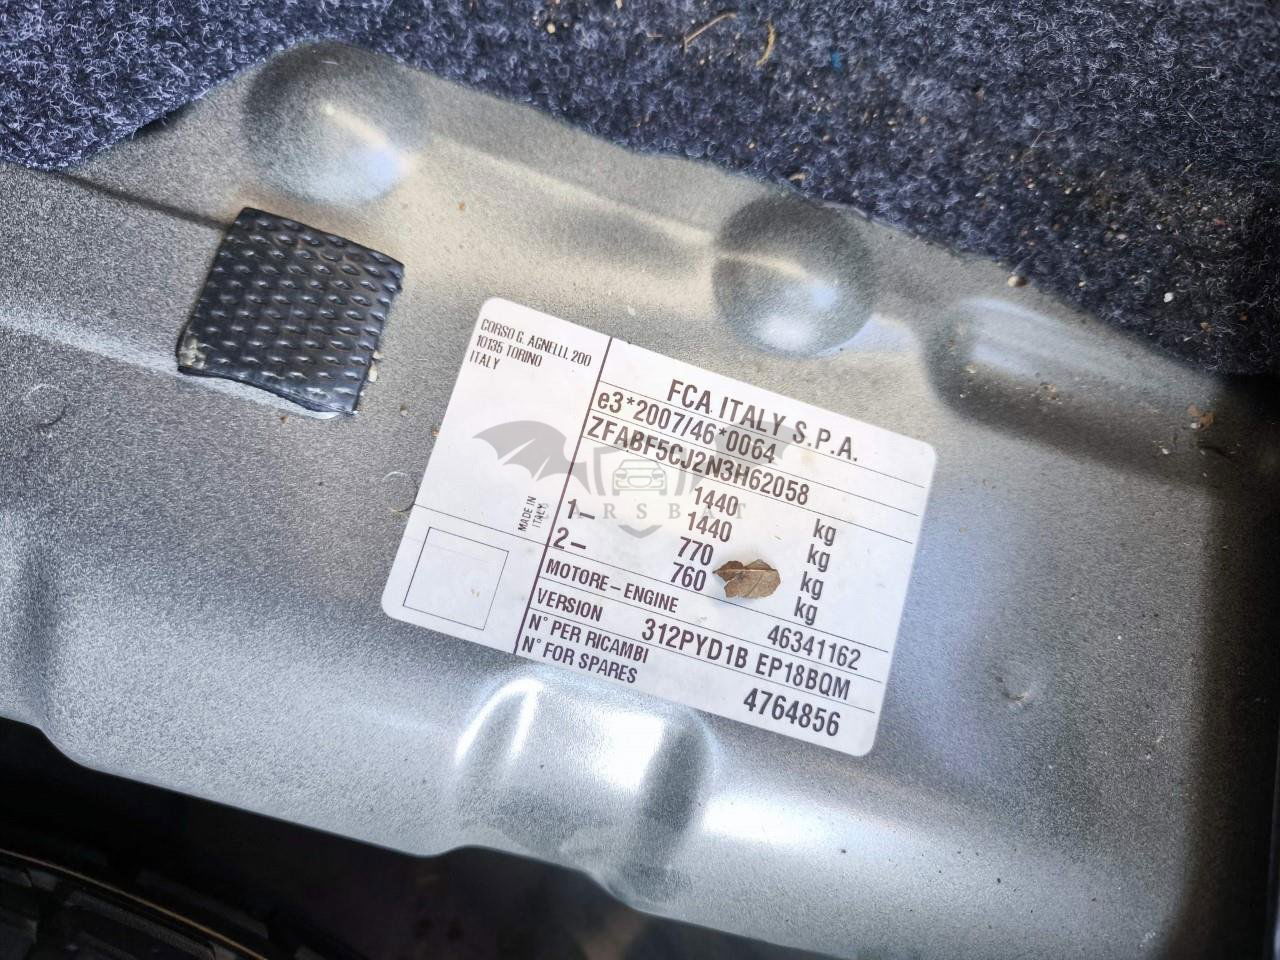 CORSO G. AGNELLI, 200
10135 TORINO
ITALY
FCA ITALY S.P.A.
e3*2007/46*0064
ZFABF5CJ2N3H62058
1440 kg
1440 kg
1– 770 kg
2– 760 kg
MADE IN
ITALY
MOTORE – ENGINE 46341162
VERSION 312PYD1B EP18BQM
N° PER RICAMBI
N° FOR SPARES 4764856
ARSBAT